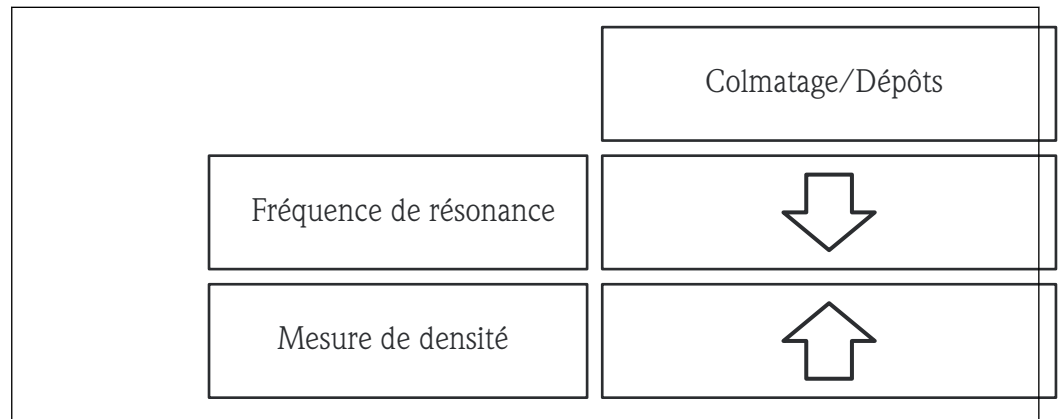 Colmatage/Dépôts
Fréquence de résonance
Mesure de densité